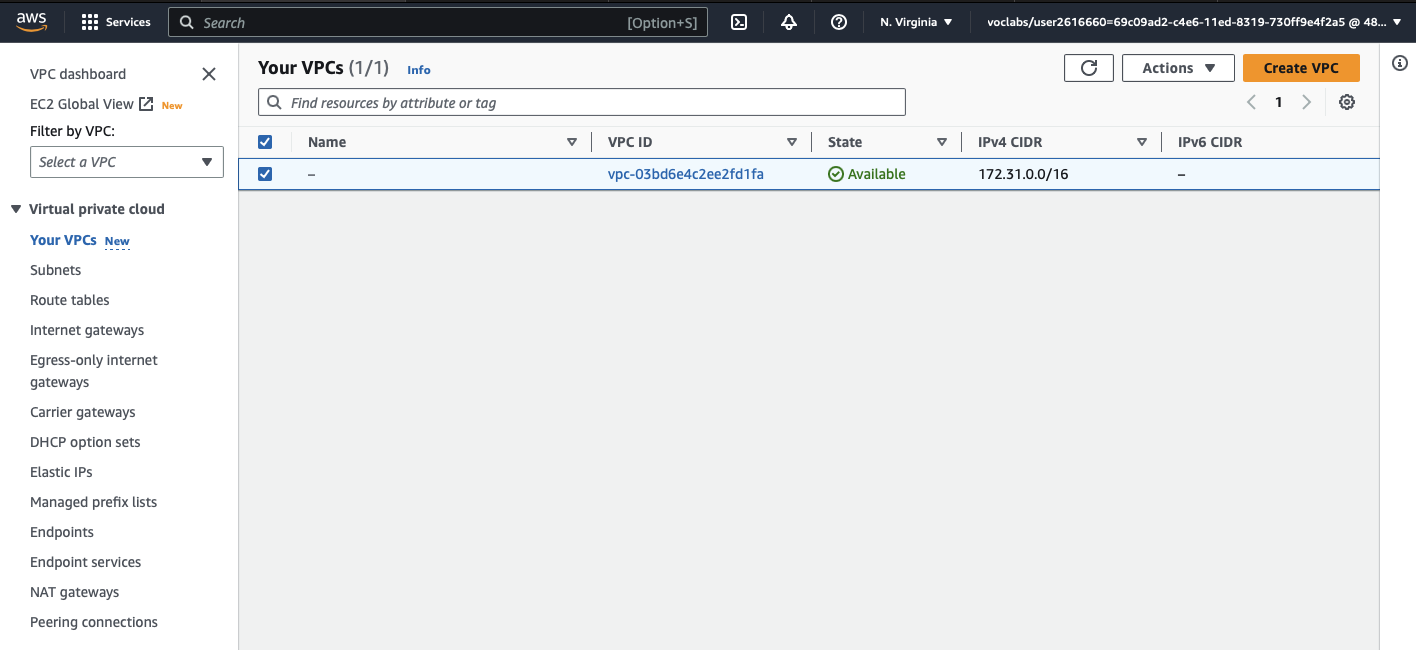 aws
Services
Search [Option+S]
N. Virginia
voclabs/user2616660=69c09ad2-c4e6-11ed-8319-730ff9e4f2a5 @ 48...
VPC dashboard
EC2 Global View New
Filter by VPC:
Select a VPC
Virtual private cloud
Your VPCs New
Subnets
Route tables
Internet gateways
Egress-only internet
gateways
Carrier gateways
DHCP option sets
Elastic IPs
Managed prefix lists
Endpoints
Endpoint services
NAT gateways
Peering connections
Your VPCs (1/1) Info
Actions
Create VPC
Find resources by attribute or tag
1
Name VPC ID State IPv4 CIDR IPv6 CIDR
– vpc-03bd6e4c2ee2fd1fa Available 172.31.0.0/16 –